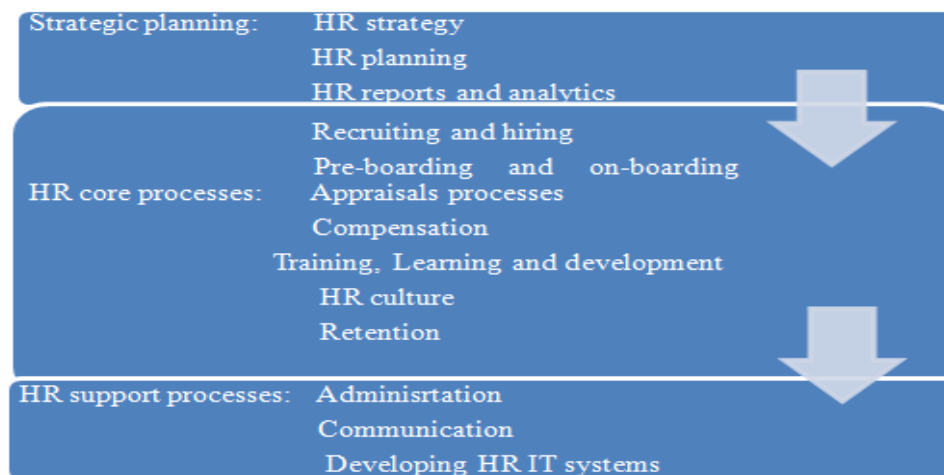 Strategic planning: HR strategy
HR planning
HR reports and analytics
Recruiting and hiring
Pre-boarding and on-boarding
HR core processes: Appraisals processes
Compensation
Training, Learning and development
HR culture
Retention
HR support processes: Adminisrtation
Communication
Developing HR IT systems